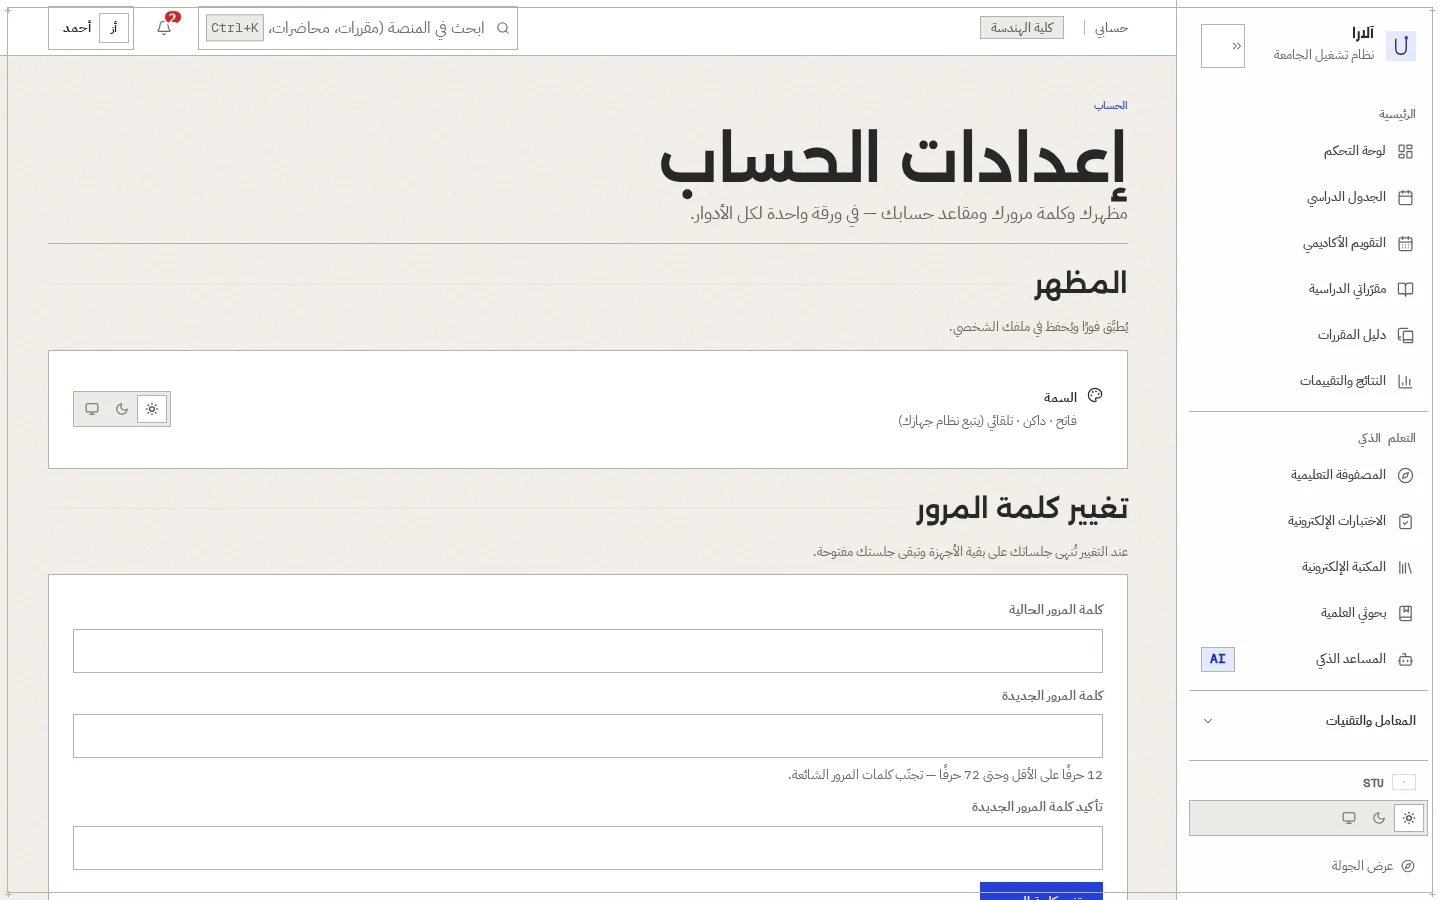 آلارا
نظام تشغيل الجامعة
الرئيسية
لوحة التحكم
الجدول الدراسي
التقويم الأكاديمي
مقرّراتي الدراسية
دليل المقررات
النتائج والتقييمات
التعلم الذكي
المصفوفة التعليمية
الاختبارات الإلكترونية
المكتبة الإلكترونية
بحوثي العلمية
المساعد الذكي AI
المعامل والتقنيات
STU
عرض الجولة
حسابي كلية الهندسة
ابحث في المنصة (مقررات، محاضرات، Ctrl+K
2
أز أحمد
الحساب
إعدادات الحساب
مظهرك وكلمة مرورك ومقاعد حسابك — في ورقة واحدة لكل الأدوار.
المظهر
يُطبَّق فورًا ويُحفظ في ملفك الشخصي.
السمة
فاتح · داكن · تلقائي (يتبع نظام جهازك)
تغيير كلمة المرور
عند التغيير تُنهى جلساتك على بقية الأجهزة وتبقى جلستك مفتوحة.
كلمة المرور الحالية
كلمة المرور الجديدة
12 حرفًا على الأقل وحتى 72 حرفًا — تجنّب كلمات المرور الشائعة.
تأكيد كلمة المرور الجديدة